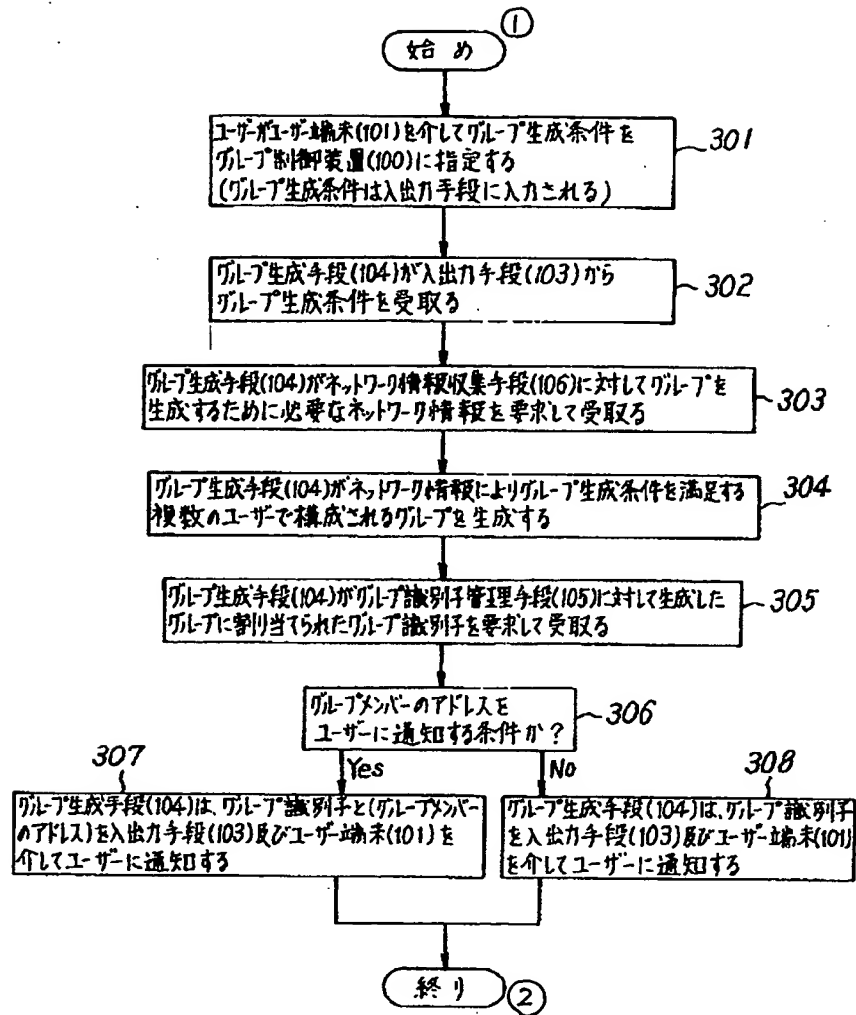 ①
始め
ユーザーがユーザー端末(101)を介してグループ生成条件を
グループ制御装置(100)に指定する
(グループ生成条件は入出力手段に入力される)
301
グループ生成手段(104)が入出力手段(103)から
グループ生成条件を受取る
302
グループ生成手段(104)がネットワーク情報収集手段(106)に対してグループを
生成するために必要なネットワーク情報を要求して受取る
303
グループ生成手段(104)がネットワーク情報によりグループ生成条件を満足する
複数のユーザーで構成されるグループを生成する
304
グループ生成手段(104)がグループ識別子管理手段(105)に対して生成した
グループに割り当てられたグループ識別子を要求して受取る
305
グループメンバーのアドレスを
ユーザーに通知する条件か?
306
Yes
No
307
グループ生成手段(104)は、グループ識別子と(グループメンバー
のアドレス)を入出力手段(103)及びユーザー端末(101)を
介してユーザーに通知する
308
グループ生成手段(104)は、グループ識別子
を入出力手段(103)及びユーザー端末(101)
を介してユーザーに通知する
終り
②